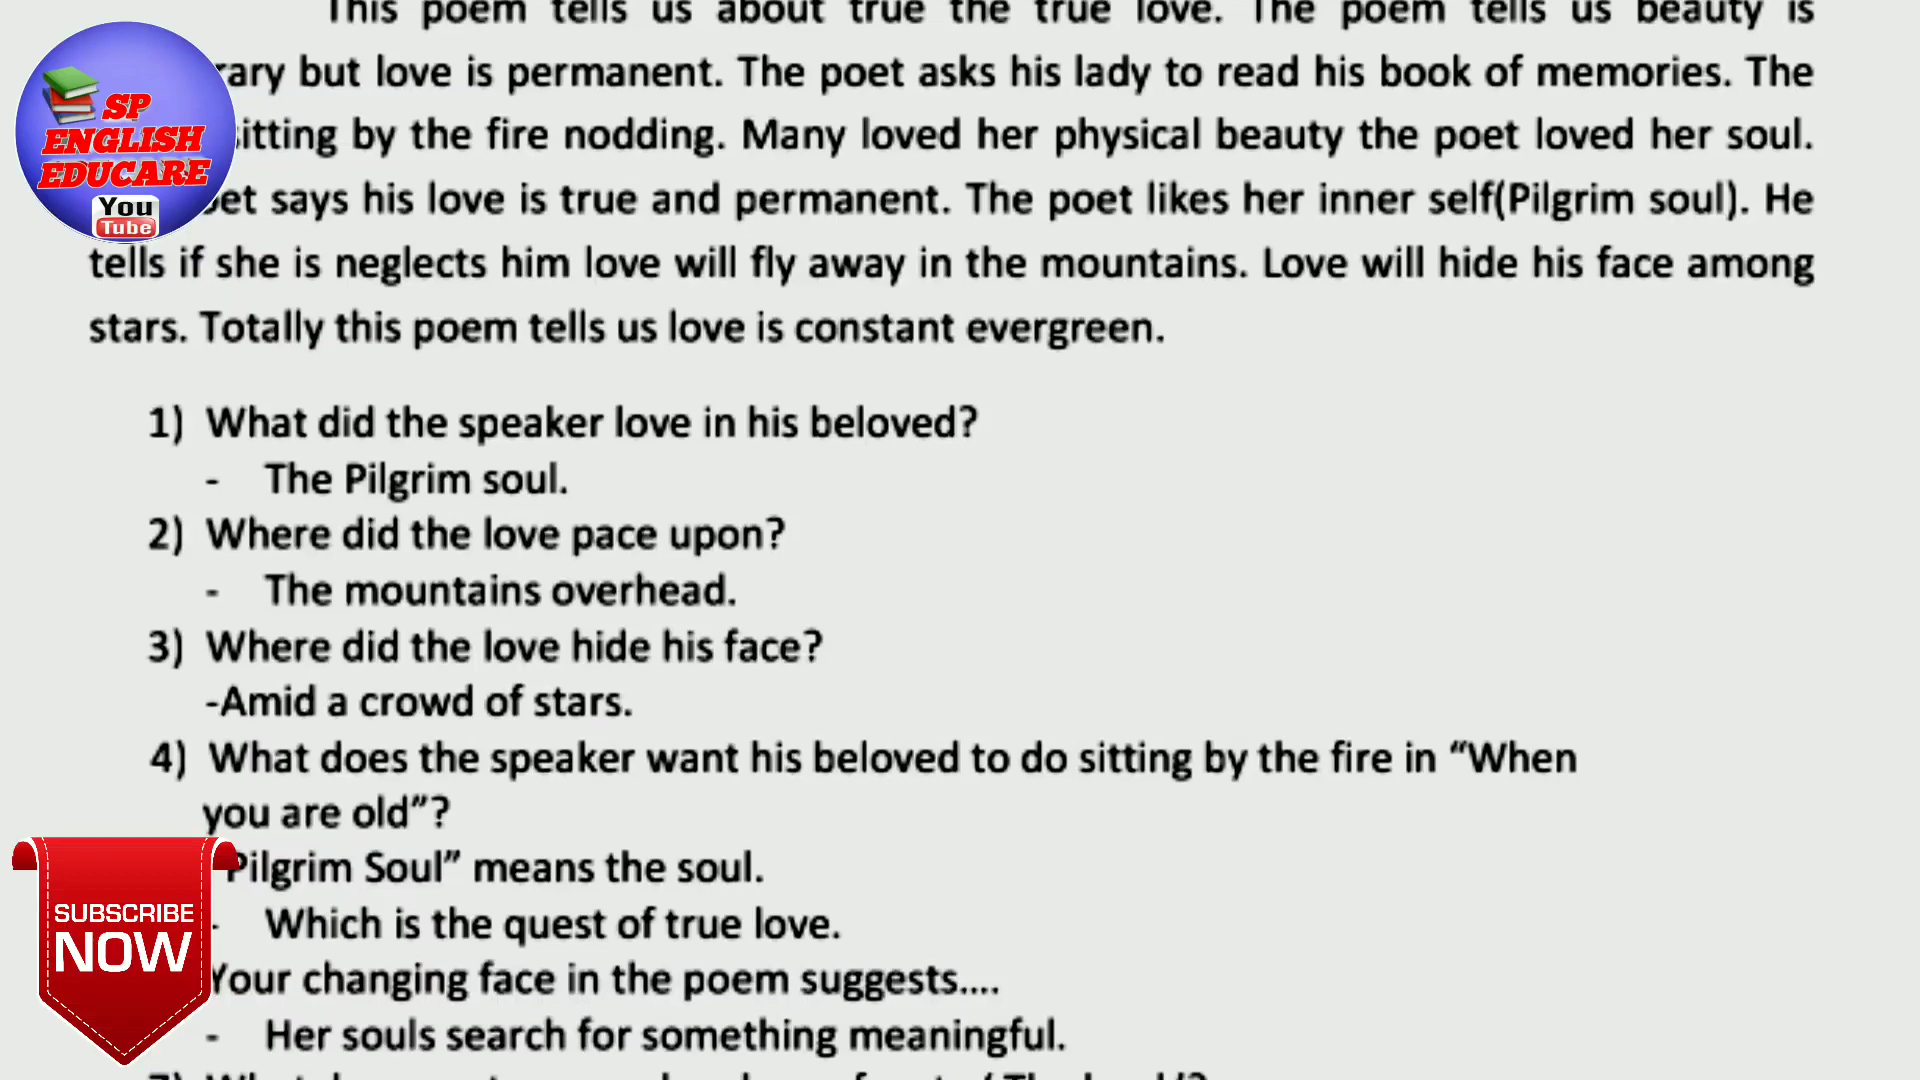 This poem tells us about true the true love. The poem tells us beauty is
rary but love is permanent. The poet asks his lady to read his book of memories. The
sitting by the fire nodding. Many loved her physical beauty the poet loved her soul.
oet says his love is true and permanent. The poet likes her inner self(Pilgrim soul). He
tells if she is neglects him love will fly away in the mountains. Love will hide his face among
stars. Totally this poem tells us love is constant evergreen.
SP
ENGLISH
EDUCARE
You
Tube
1) What did the speaker love in his beloved?
- The Pilgrim soul.
2) Where did the love pace upon?
- The mountains overhead.
3) Where did the love hide his face?
-Amid a crowd of stars.
4) What does the speaker want his beloved to do sitting by the fire in “When
you are old”?
Pilgrim Soul” means the soul.
- Which is the quest of true love.
Your changing face in the poem suggests....
- Her souls search for something meaningful.
SUBSCRIBE
NOW